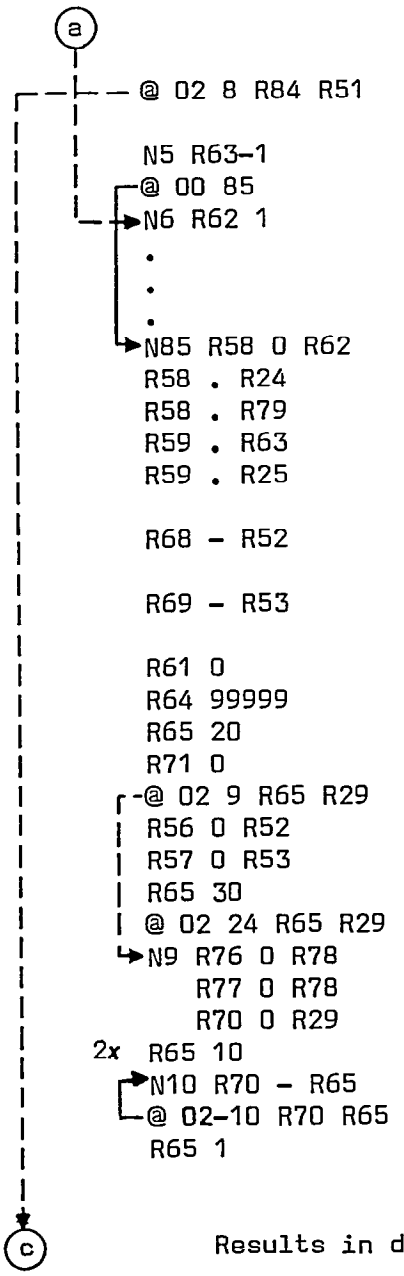 a
@ 02 8 R84 R51
N5 R63-1
@ 00 85
N6 R62 1
.
.
.
N85 R58 0 R62
R58 . R24
R58 . R79
R59 . R63
R59 . R25
R68 - R52
R69 - R53
R61 0
R64 99999
R65 20
R71 0
@ 02 9 R65 R29
R56 0 R52
R57 0 R53
R65 30
@ 02 24 R65 R29
N9 R76 0 R78
R77 0 R78
R70 0 R29
2x R65 10
N10 R70 - R65
@ 02-10 R70 R65
R65 1
c Results in d